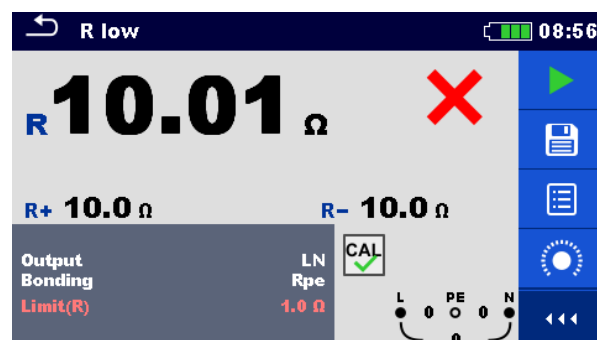 R low 08:56
R 10.01 Ω
R+ 10.0 Ω R- 10.0 Ω
Output LN
Bonding Rpe
Limit(R) 1.0 Ω
CAL
L PE N
0 0
0